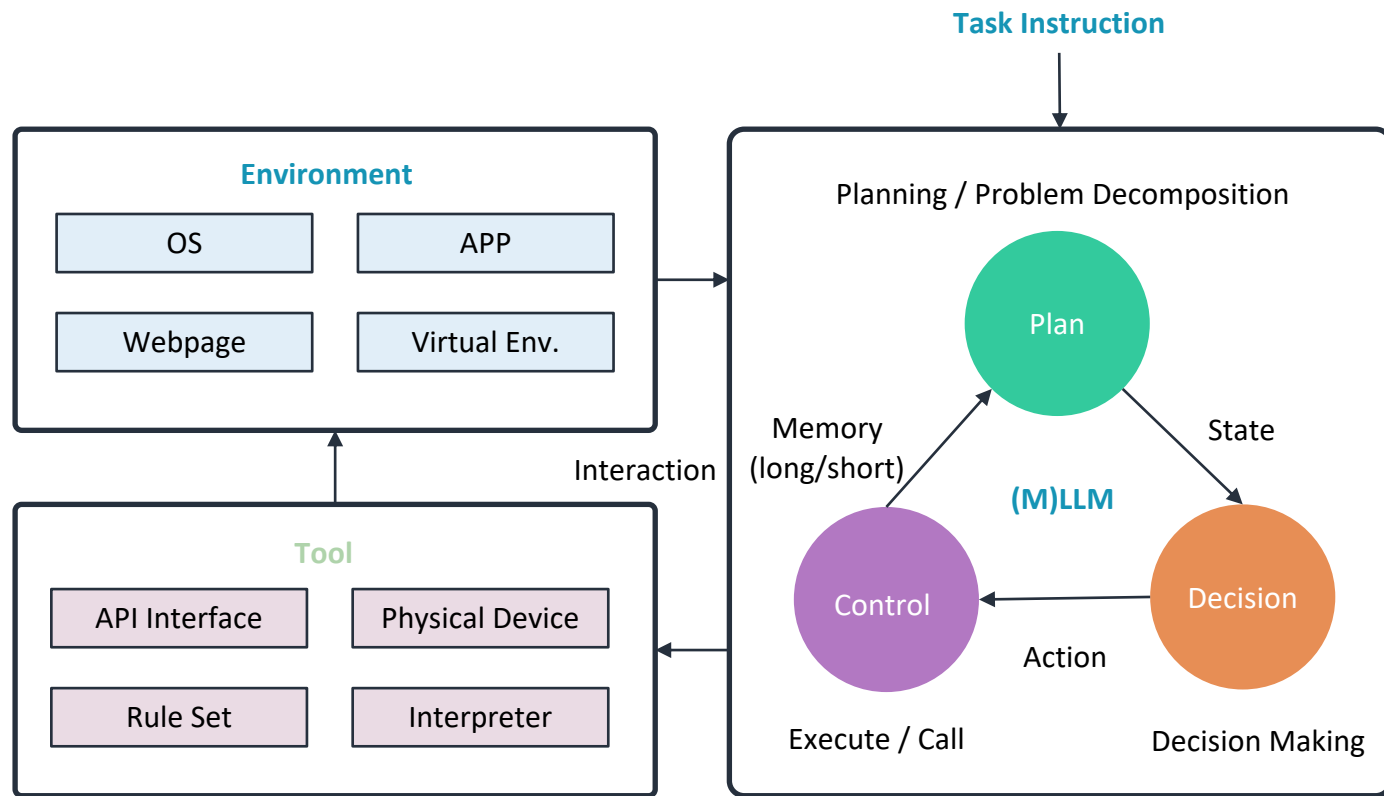 Task Instruction
Environment
OS
APP
Webpage
Virtual Env.
Interaction
Tool
API Interface
Physical Device
Rule Set
Interpreter
Planning / Problem Decomposition
Plan
Memory
(long/short)
State
(M)LLM
Control
Decision
Action
Execute / Call
Decision Making